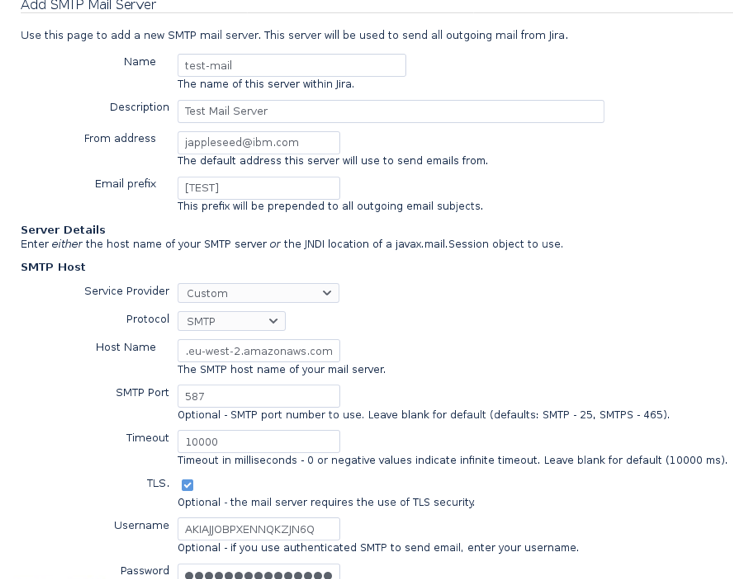 Add SMTP Mail Server
Use this page to add a new SMTP mail server. This server will be used to send all outgoing mail from Jira.
Name test-mail
The name of this server within Jira.
Description Test Mail Server
From address jappleseed@ibm.com
The default address this server will use to send emails from.
Email prefix [TEST]
This prefix will be prepended to all outgoing email subjects.
Server Details
Enter either the host name of your SMTP server or the JNDI location of a javax.mail.Session object to use.
SMTP Host
Service Provider Custom
Protocol SMTP
Host Name .eu-west-2.amazonaws.com
The SMTP host name of your mail server.
SMTP Port 587
Optional - SMTP port number to use. Leave blank for default (defaults: SMTP - 25, SMTPS - 465).
Timeout 10000
Timeout in milliseconds - 0 or negative values indicate infinite timeout. Leave blank for default (10000 ms).
TLS.
Optional - the mail server requires the use of TLS security.
Username AKIAJJOBPXENNQKZJN6Q
Optional - if you use authenticated SMTP to send email, enter your username.
Password